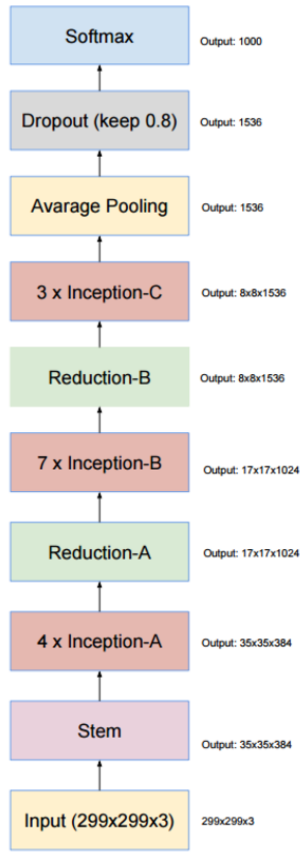 Softmax
Output: 1000
Dropout (keep 0.8)
Output: 1536
Avarage Pooling
Output: 1536
3 x Inception-C
Output: 8x8x1536
Reduction-B
Output: 8x8x1536
7 x Inception-B
Output: 17x17x1024
Reduction-A
Output: 17x17x1024
4 x Inception-A
Output: 35x35x384
Stem
Output: 35x35x384
Input (299x299x3)
299x299x3